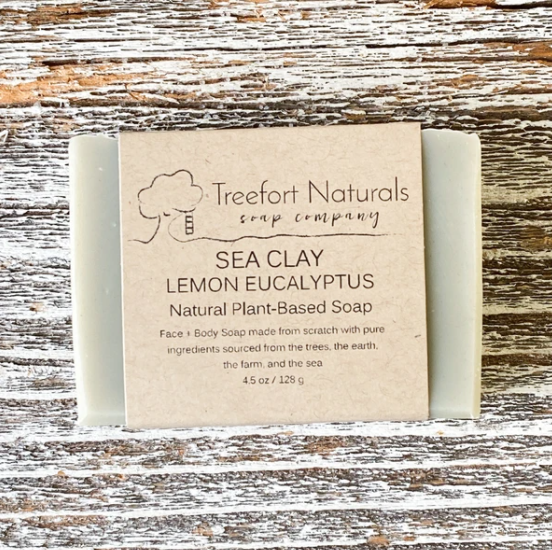 Treefort Naturals
soap company
SEA CLAY
LEMON EUCALYPTUS
Natural Plant-Based Soap
Face + Body Soap made from scratch with pure
ingredients sourced from the trees, the earth,
the farm, and the sea
4.5 oz / 128 g